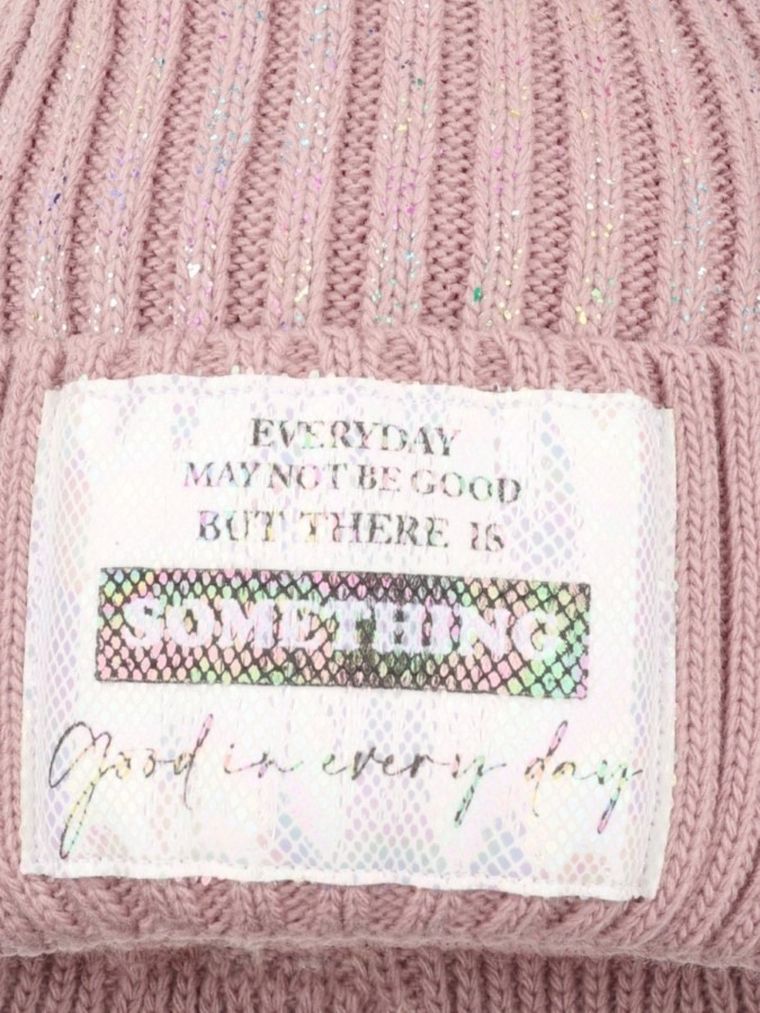 EVERYDAY
MAY NOT BE GOOD
BUT THERE IS
SOMETHING
Good in every day